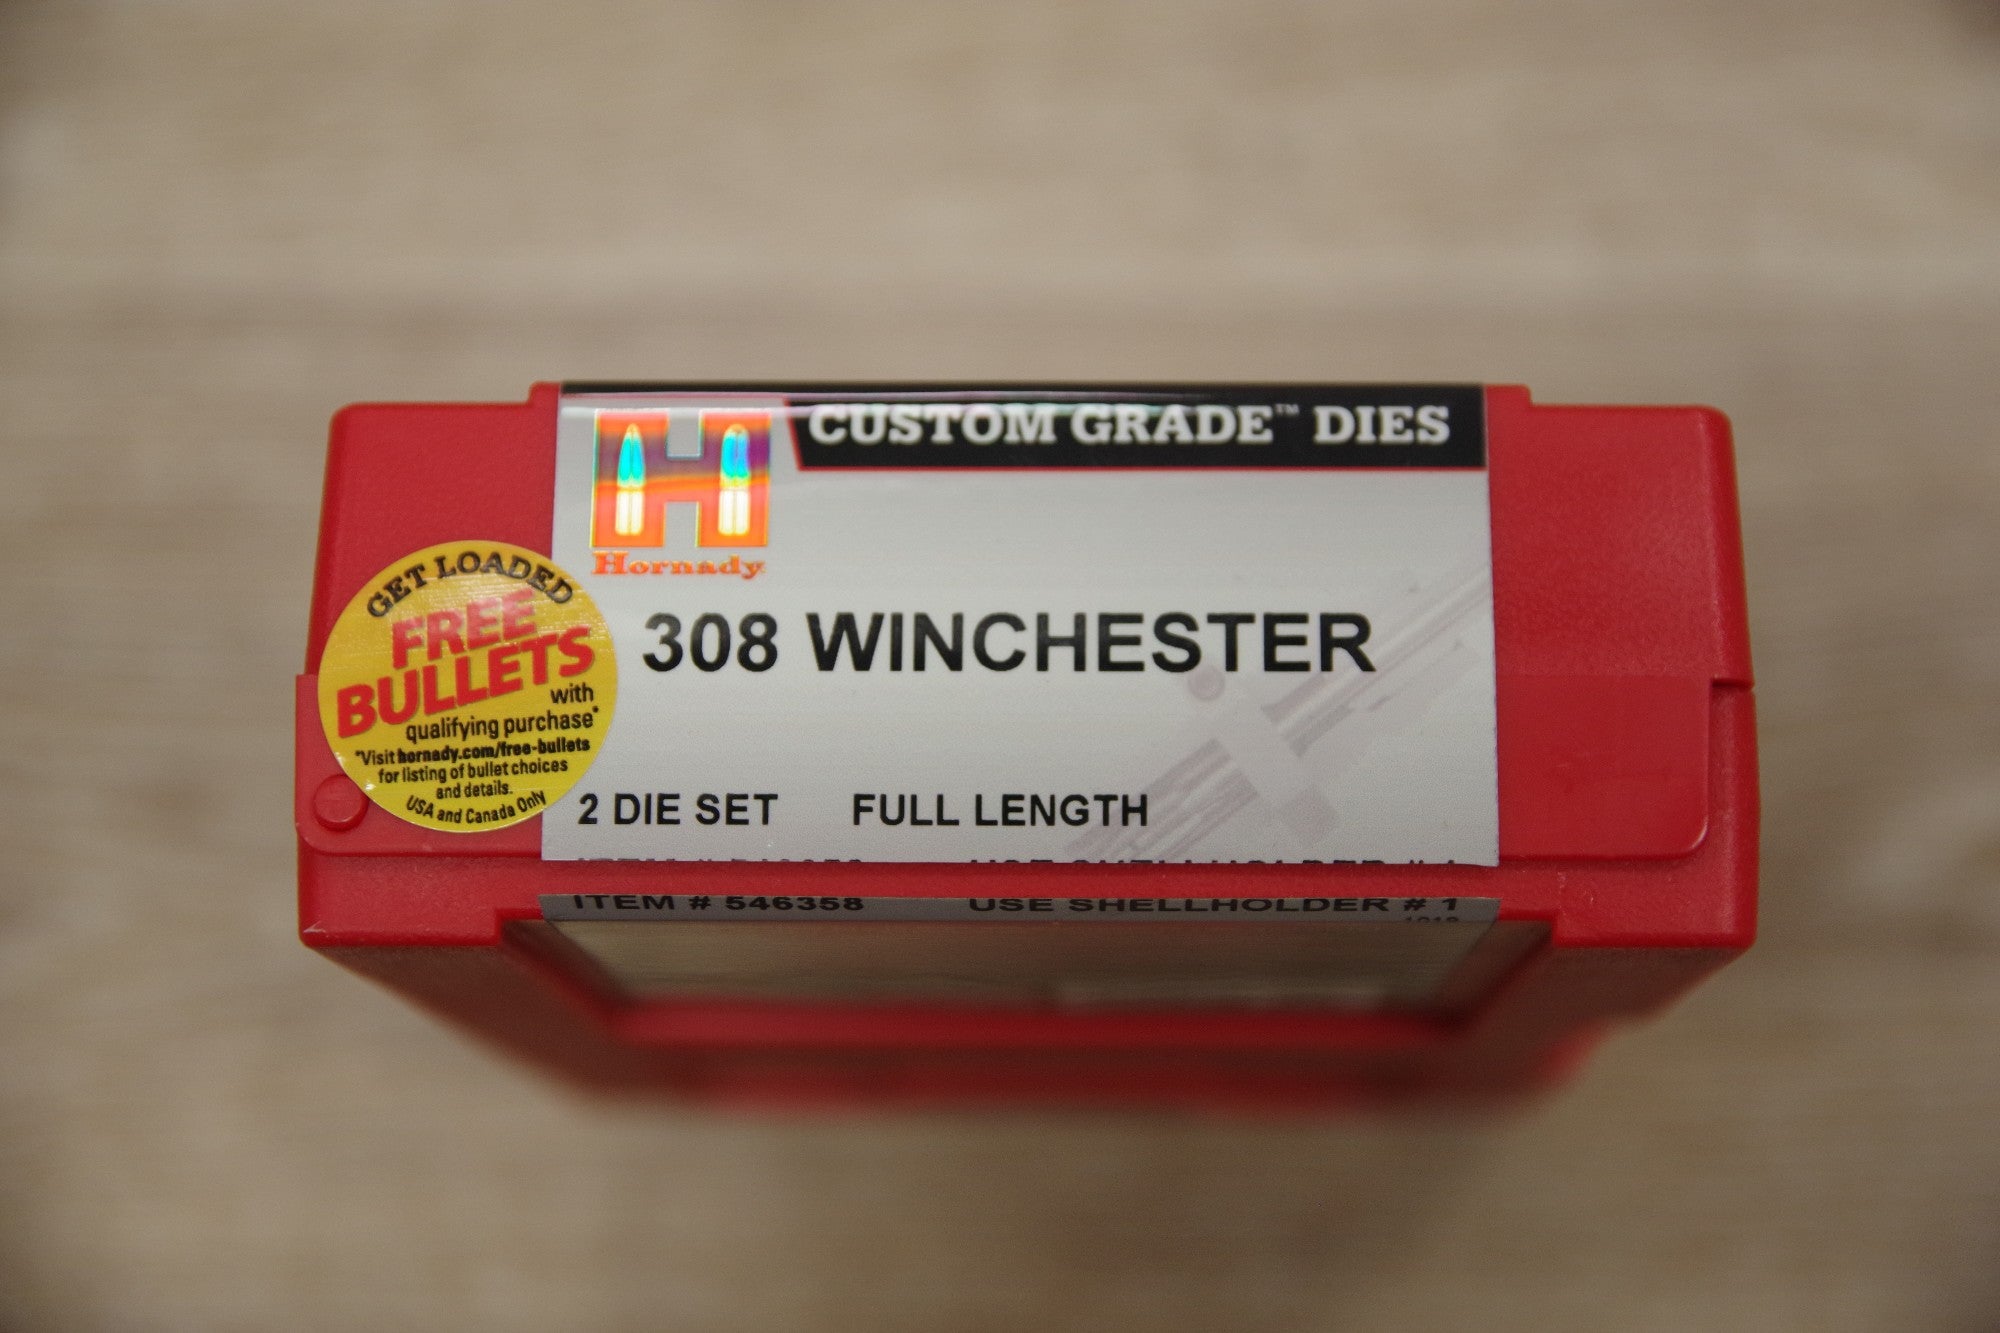 CUSTOM GRADE™ DIES
Hornady
308 WINCHESTER
2 DIE SET FULL LENGTH
ITEM # 546358 USE SHELLHOLDER # 1
GET LOADED
FREE
BULLETS
with
qualifying purchase*
*Visit hornady.com/free-bullets
for listing of bullet choices
and details.
USA and Canada Only